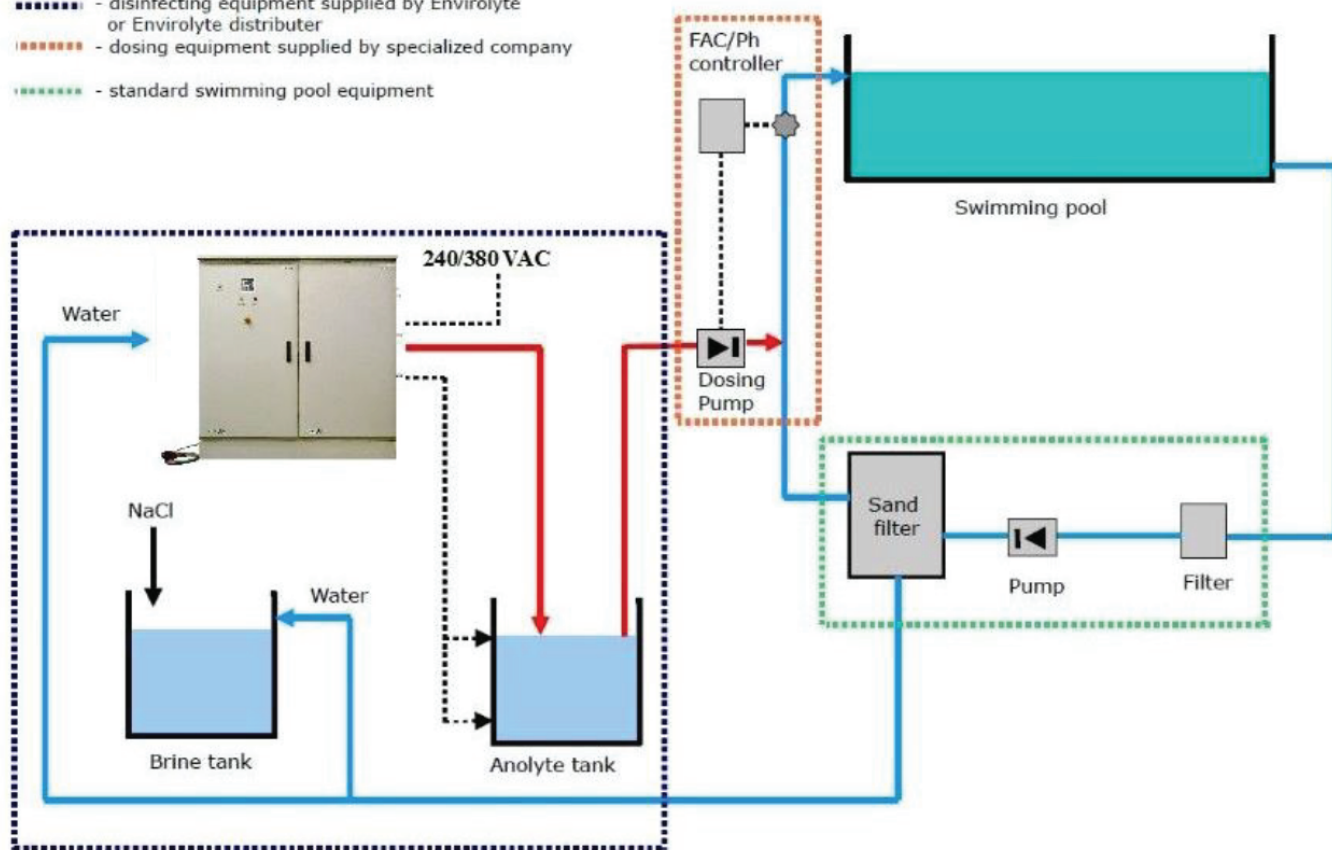 - disinfecting equipment supplied by Envirolyte
or Envirolyte distributer
- dosing equipment supplied by specialized company
- standard swimming pool equipment
FAC/Ph
controller
Swimming pool
240/380 VAC
Water
Dosing
Pump
Sand
filter
Pump
Filter
NaCl
Water
Brine tank
Anolyte tank